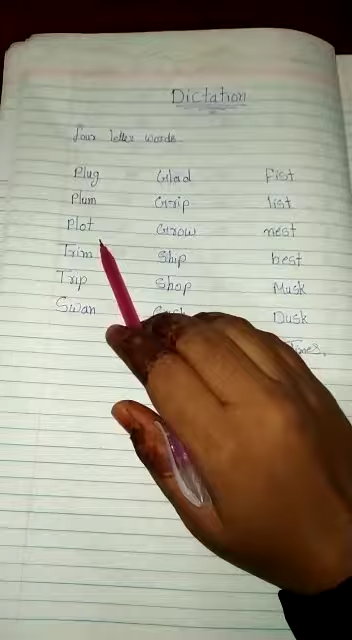 Dictation
four letter words
Plug Glad Fist
Plum Grip list
Plot Grow nest
Trim Ship best
Trip Shop Musk
Swan Dusk
Times.